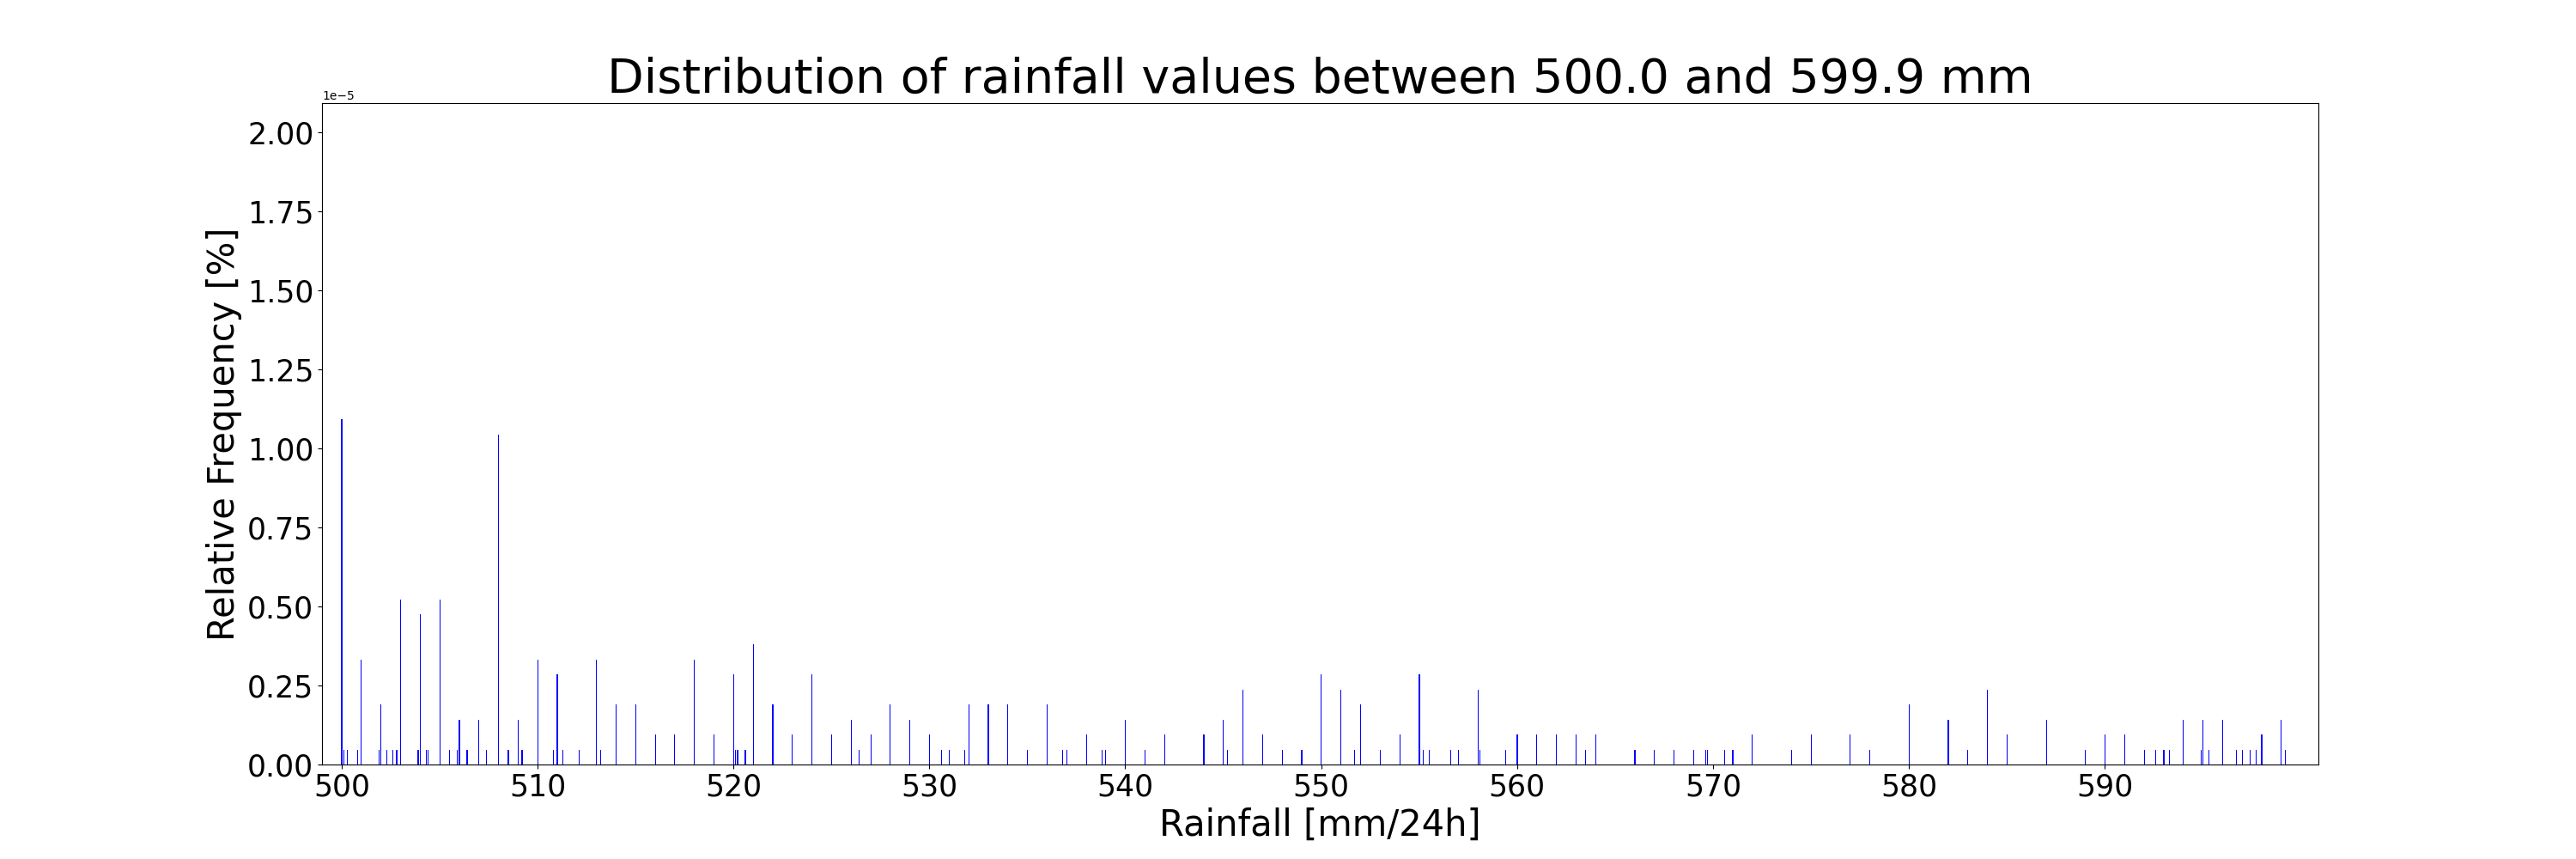 Distribution of rainfall values between 500.0 and 599.9 mm
1e−5
2.00
1.75
1.50
1.25
1.00
0.75
0.50
0.25
0.00
Relative Frequency [%]
500 510 520 530 540 550 560 570 580 590
Rainfall [mm/24h]